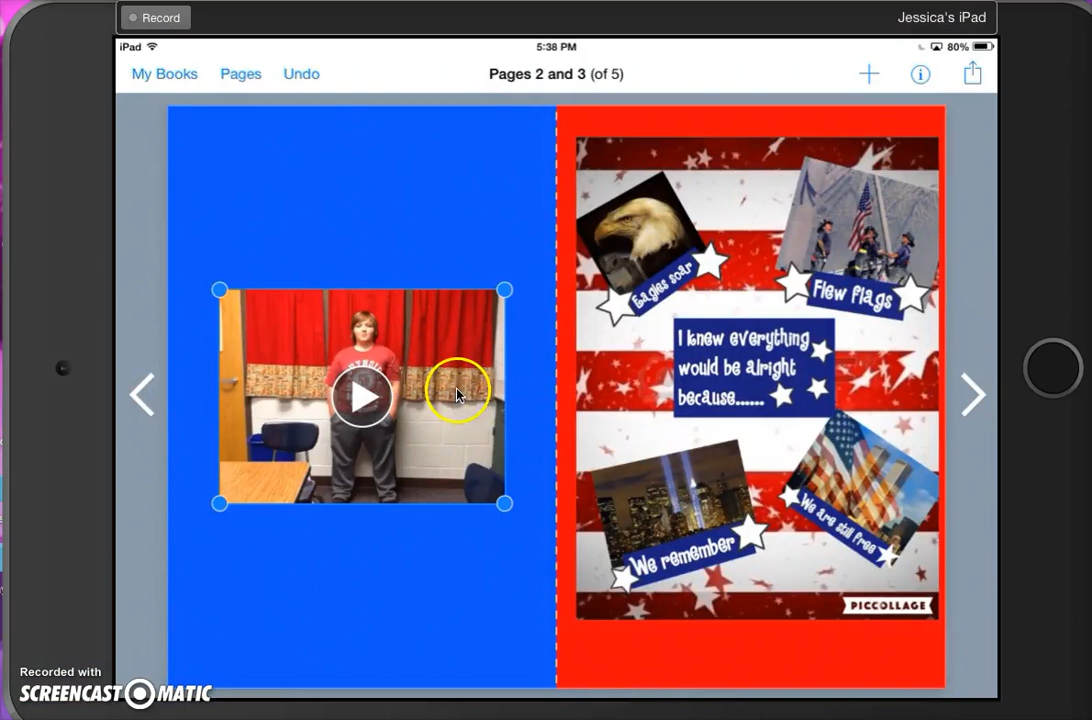 Record
Jessica's iPad
iPad 5:38 PM 80%
My Books Pages Undo Pages 2 and 3 (of 5)
Eagles soar
Flew flags
I knew everything
would be alright
because......
We remember
We are still free
PICCOLLAGE
Recorded with
SCREENCAST-O-MATIC